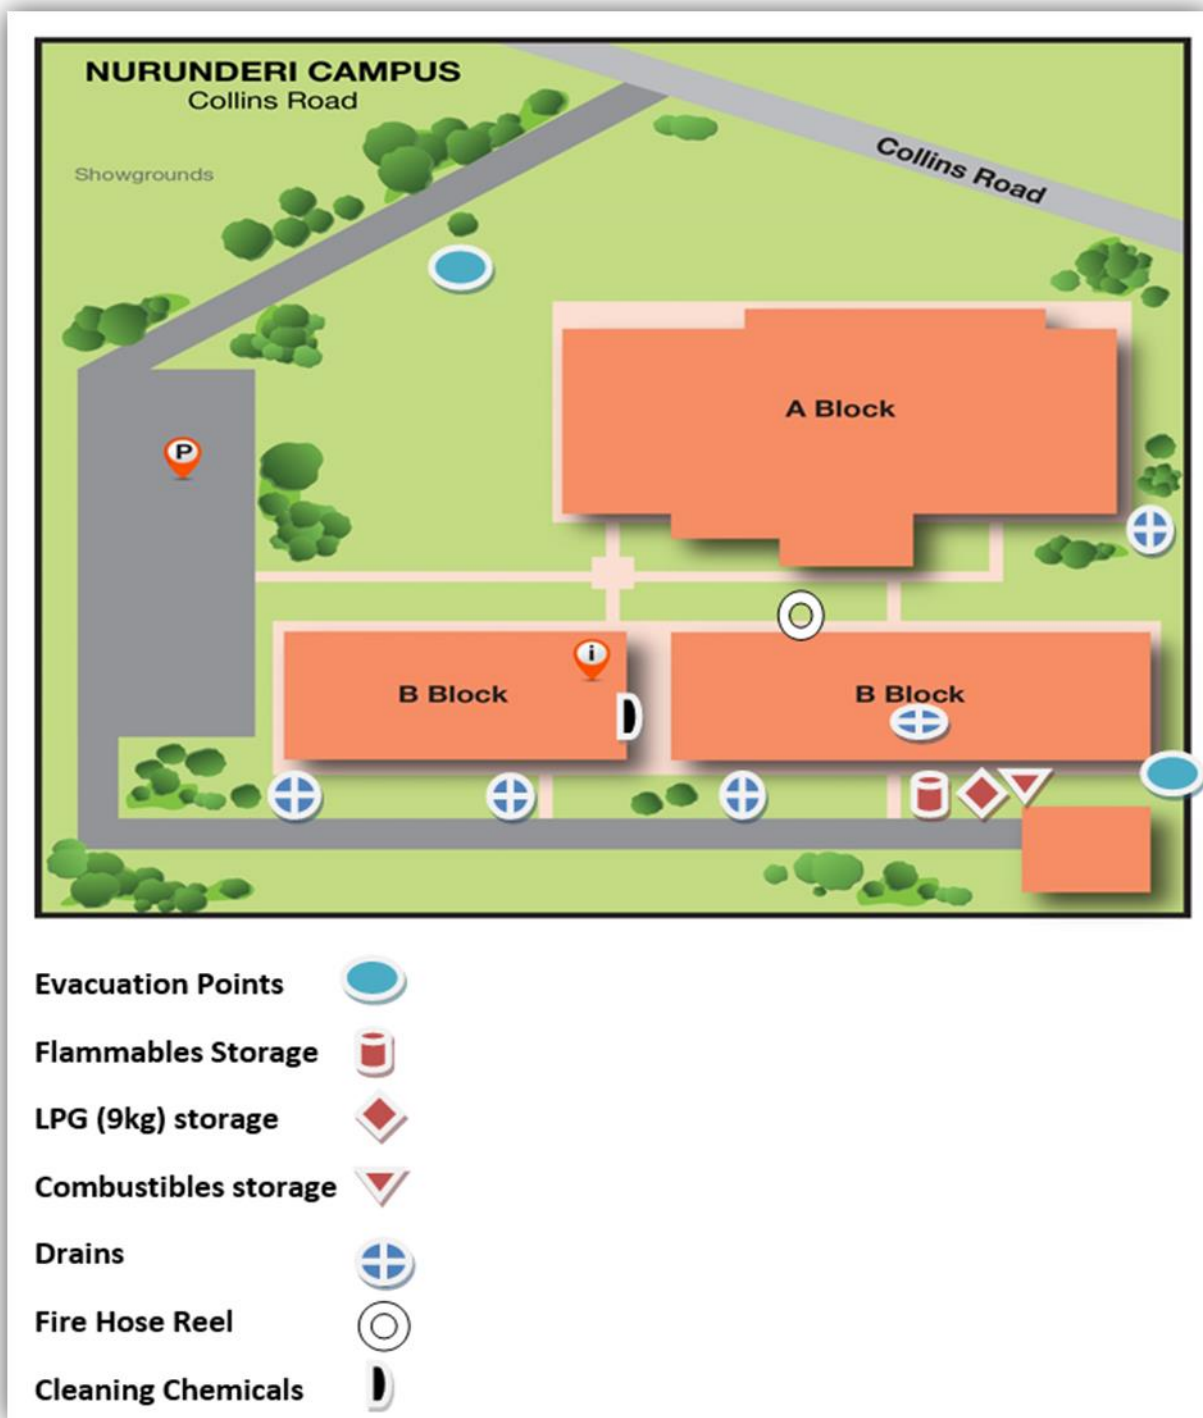 NURUNDERI CAMPUS
Collins Road
Showgrounds
Collins Road
A Block
P
i
B Block
B Block
Evacuation Points
Flammables Storage
LPG (9kg) storage
Combustibles storage
Drains
Fire Hose Reel
Cleaning Chemicals